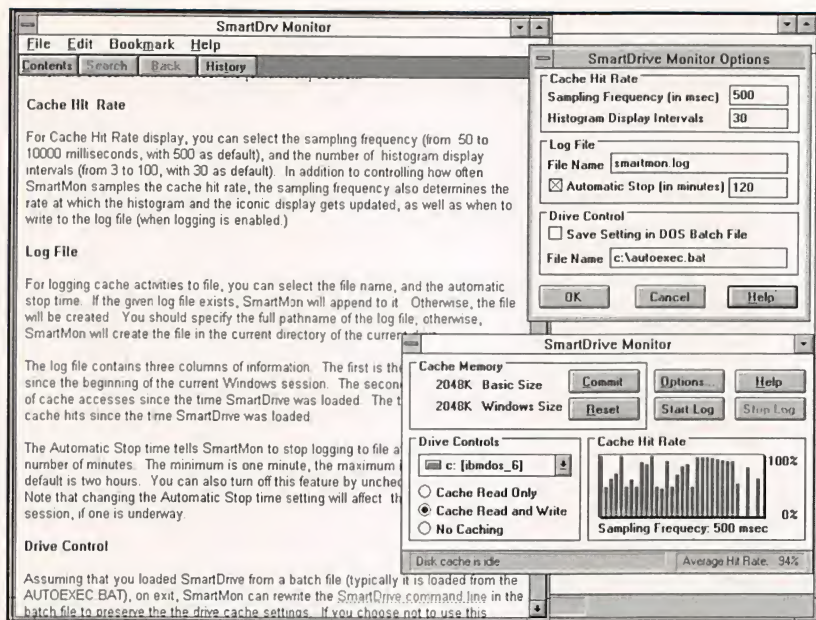 SmartDrv Monitor
File Edit Bookmark Help
Contents Search Back History
Cache Hit Rate
For Cache Hit Rate display, you can select the sampling frequency (from 50 to
10000 milliseconds, with 500 as default), and the number of histogram display
intervals (from 3 to 100, with 30 as default). In addition to controlling how often
SmartMon samples the cache hit rate, the sampling frequency also determines the
rate at which the histogram and the iconic display gets updated, as well as when to
write to the log file (when logging is enabled.)
Log File
For logging cache activities to file, you can select the file name, and the automatic
stop time. If the given log file exists, SmartMon will append to it. Otherwise, the file
will be created. You should specify the full pathname of the log file, otherwise,
SmartMon will create the file in the current directory of the current
The log file contains three columns of information. The first is the
since the beginning of the current Windows session. The second
of cache accesses since the time SmartDrive was loaded. The
cache hits since the time SmartDrive was loaded.
The Automatic Stop time tells SmartMon to stop logging to file
number of minutes. The minimum is one minute, the maximum
default is two hours. You can also turn off this feature by
Note that changing the Automatic Stop time setting will affect
session, if one is underway.
Drive Control
Assuming that you loaded SmartDrive from a batch file (typically it is loaded from the
AUTOEXEC.BAT), on exit, SmartMon can rewrite the SmartDrive command line in the
batch file to preserve the the drive cache settings. If you choose not to use this
SmartDrive Monitor Options
Cache Hit Rate
Sampling Frequency (in msec) 500
Histogram Display Intervals 30
Log File
File Name smartmon.log
Automatic Stop (in minutes) 120
Drive Control
Save Setting in DOS Batch File
File Name c:\autoexec.bat
OK Cancel Help
SmartDrive Monitor
Cache Memory
2048K Basic Size Commit
2048K Windows Size Reset
Options... Help
Start Log Stop Log
Drive Controls
c: [ibmdos_6]
Cache Read Only
Cache Read and Write
No Caching
Cache Hit Rate
100%
0%
Sampling Frequecy: 500 msec
Disk cache is idle
Average Hit Rate: 94%